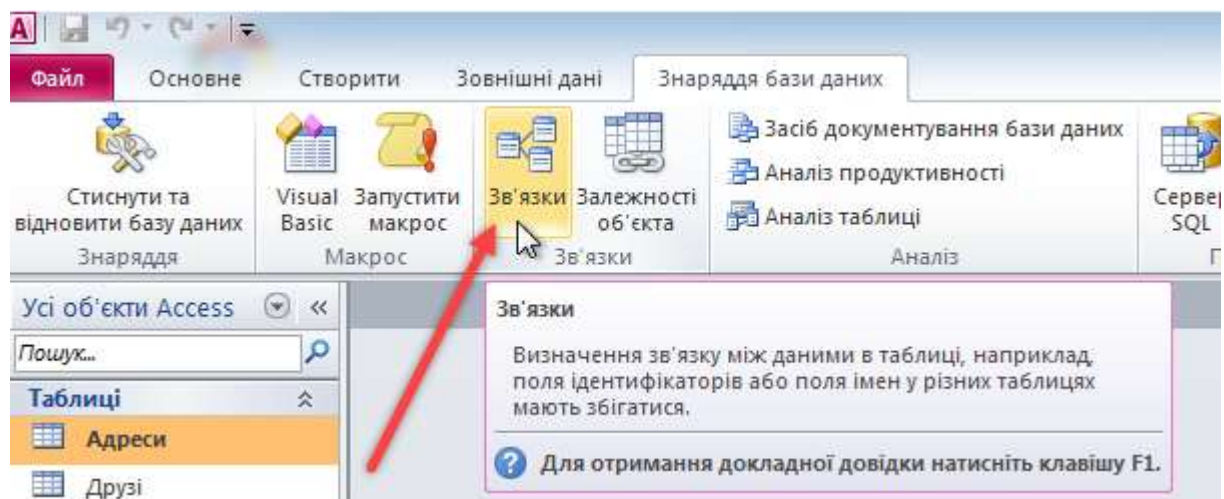 A
Файл Основне Створити Зовнішні дані Знаряддя бази даних
Стиснути та
відновити базу даних
Visual
Basic
Запустити
макрос
Зв'язки
Залежності
об'єкта
Засіб документування бази даних
Аналіз продуктивності
Аналіз таблиці
Сервер
SQL
Знаряддя Макрос Зв'язки Аналіз П
Усі об'єкти Access
Пошук...
Таблиці
Адреси
Друзі
Зв'язки
Визначення зв'язку між даними в таблиці, наприклад,
поля ідентифікаторів або поля імен у різних таблицях
мають збігатися.
Для отримання докладної довідки натисніть клавішу F1.